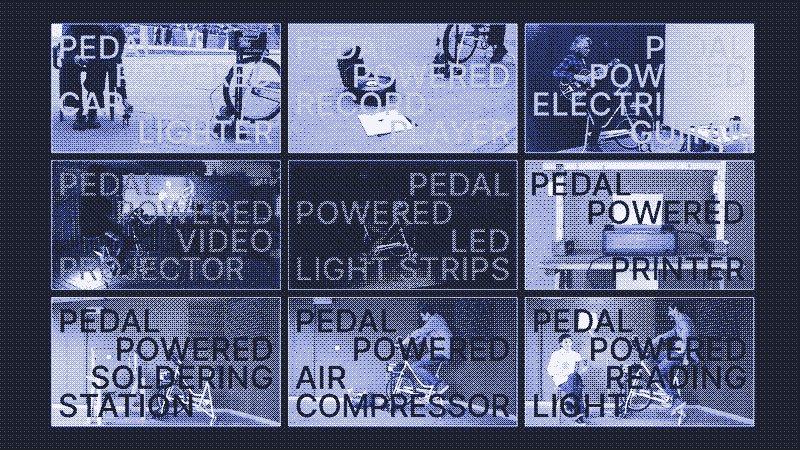 PEDAL
POWERED
CAR
LIGHTER
PEDAL
POWERED
RECORD
PLAYER
PEDAL
POWERED
ELECTRIC
GUITAR
PEDAL
POWERED
VIDEO
PROJECTOR
PEDAL
POWERED
LED
LIGHT STRIPS
PEDAL
POWERED
PRINTER
PEDAL
POWERED
SOLDERING
STATION
PEDAL
POWERED
AIR
COMPRESSOR
PEDAL
POWERED
READING
LIGHT